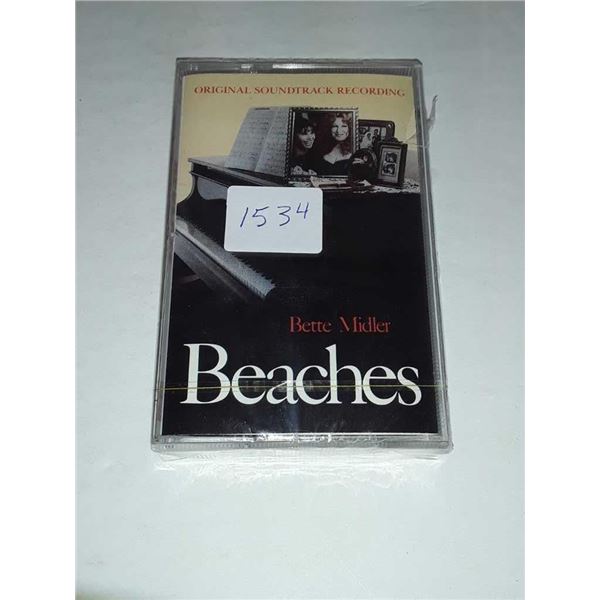 ORIGINAL SOUNDTRACK RECORDING
1534
Bette Midler
Beaches